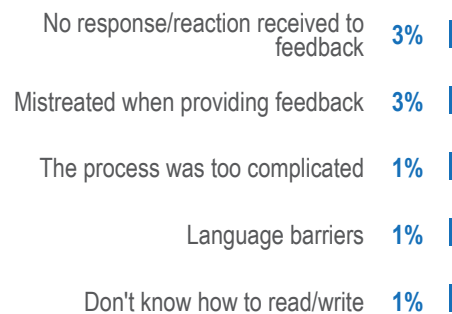 No response/reaction received to
feedback 3%
Mistreated when providing feedback 3%
The process was too complicated 1%
Language barriers 1%
Don't know how to read/write 1%